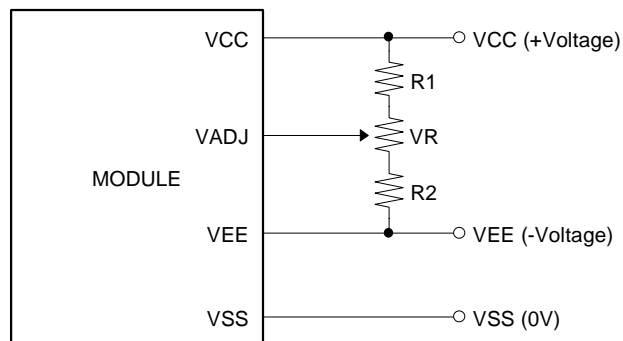 VCC
VCC (+Voltage)
R1
VADJ
VR
MODULE
R2
VEE
VEE (-Voltage)
VSS
VSS (0V)